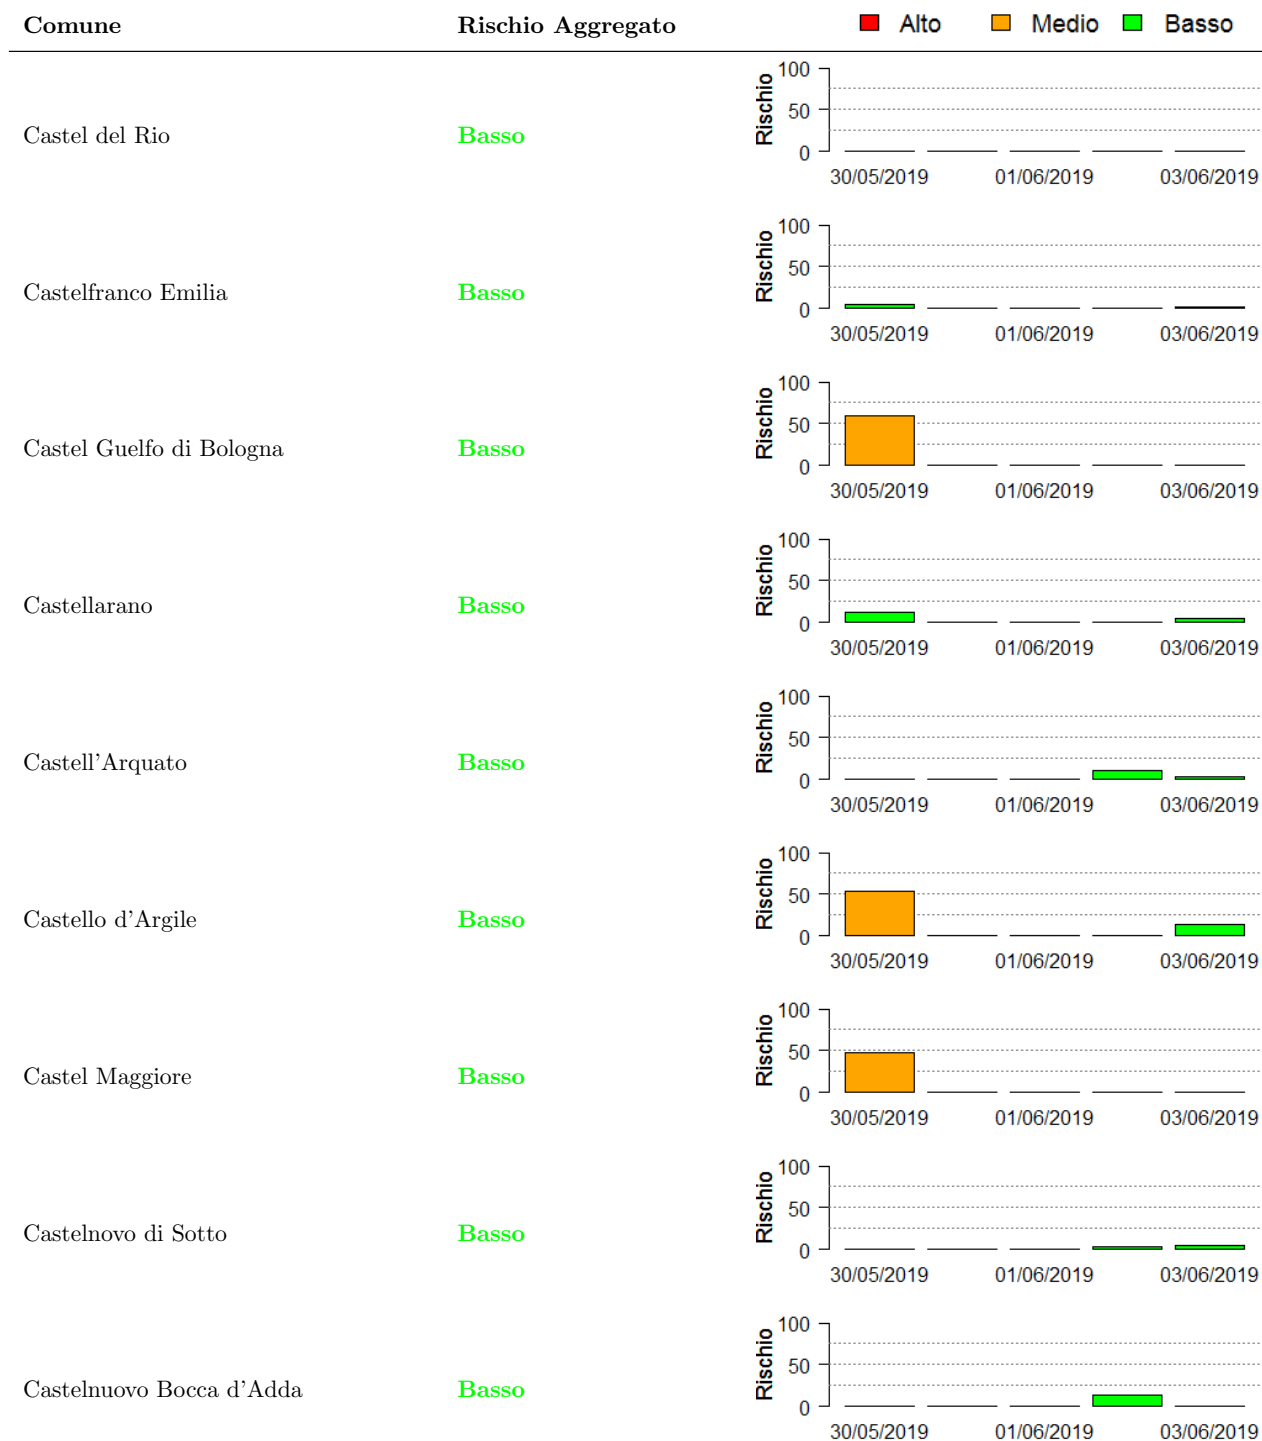 Comune Rischio Aggregato Alto Medio Basso
Castel del Rio Basso
Rischio
100
50
0
30/05/2019 01/06/2019 03/06/2019
Castelfranco Emilia Basso
Rischio
100
50
0
30/05/2019 01/06/2019 03/06/2019
Castel Guelfo di Bologna Basso
Rischio
100
50
0
30/05/2019 01/06/2019 03/06/2019
Castellarano Basso
Rischio
100
50
0
30/05/2019 01/06/2019 03/06/2019
Castell'Arquato Basso
Rischio
100
50
0
30/05/2019 01/06/2019 03/06/2019
Castello d'Argile Basso
Rischio
100
50
0
30/05/2019 01/06/2019 03/06/2019
Castel Maggiore Basso
Rischio
100
50
0
30/05/2019 01/06/2019 03/06/2019
Castelnovo di Sotto Basso
Rischio
100
50
0
30/05/2019 01/06/2019 03/06/2019
Castelnuovo Bocca d'Adda Basso
Rischio
100
50
0
30/05/2019 01/06/2019 03/06/2019